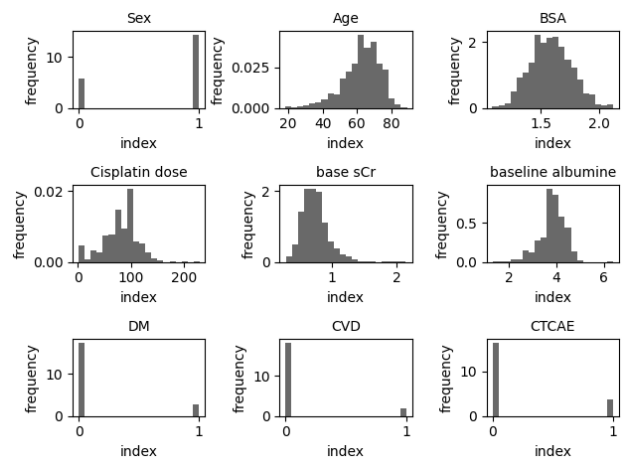 Sex Age BSA
frequency 10 0 0 1 index
frequency 0.025 0.000 20 40 60 80 index
frequency 2 0 1.5 2.0 index
Cisplatin dose base sCr baseline albumine
frequency 0.02 0.00 0 100 200 index
frequency 2 0 1 2 index
frequency 0.5 0.0 2 4 6 index
DM CVD CTCAE
frequency 10 0 0 1 index
frequency 10 0 0 1 index
frequency 10 0 0 1 index